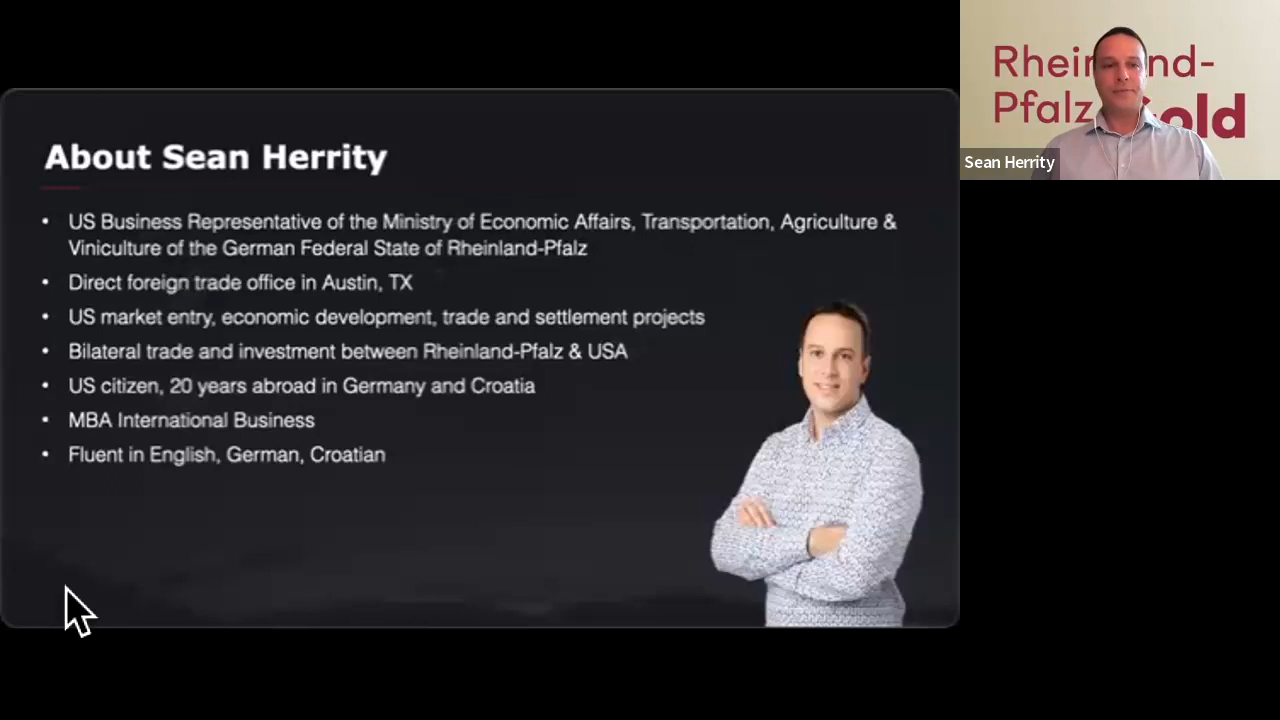 About Sean Herrity
• US Business Representative of the Ministry of Economic Affairs, Transportation, Agriculture &
Viniculture of the German Federal State of Rheinland-Pfalz
• Direct foreign trade office in Austin, TX
• US market entry, economic development, trade and settlement projects
• Bilateral trade and investment between Rheinland-Pfalz & USA
• US citizen, 20 years abroad in Germany and Croatia
• MBA International Business
• Fluent in English, German, Croatian
Rhein nd-
Pfalz old
Sean Herrity